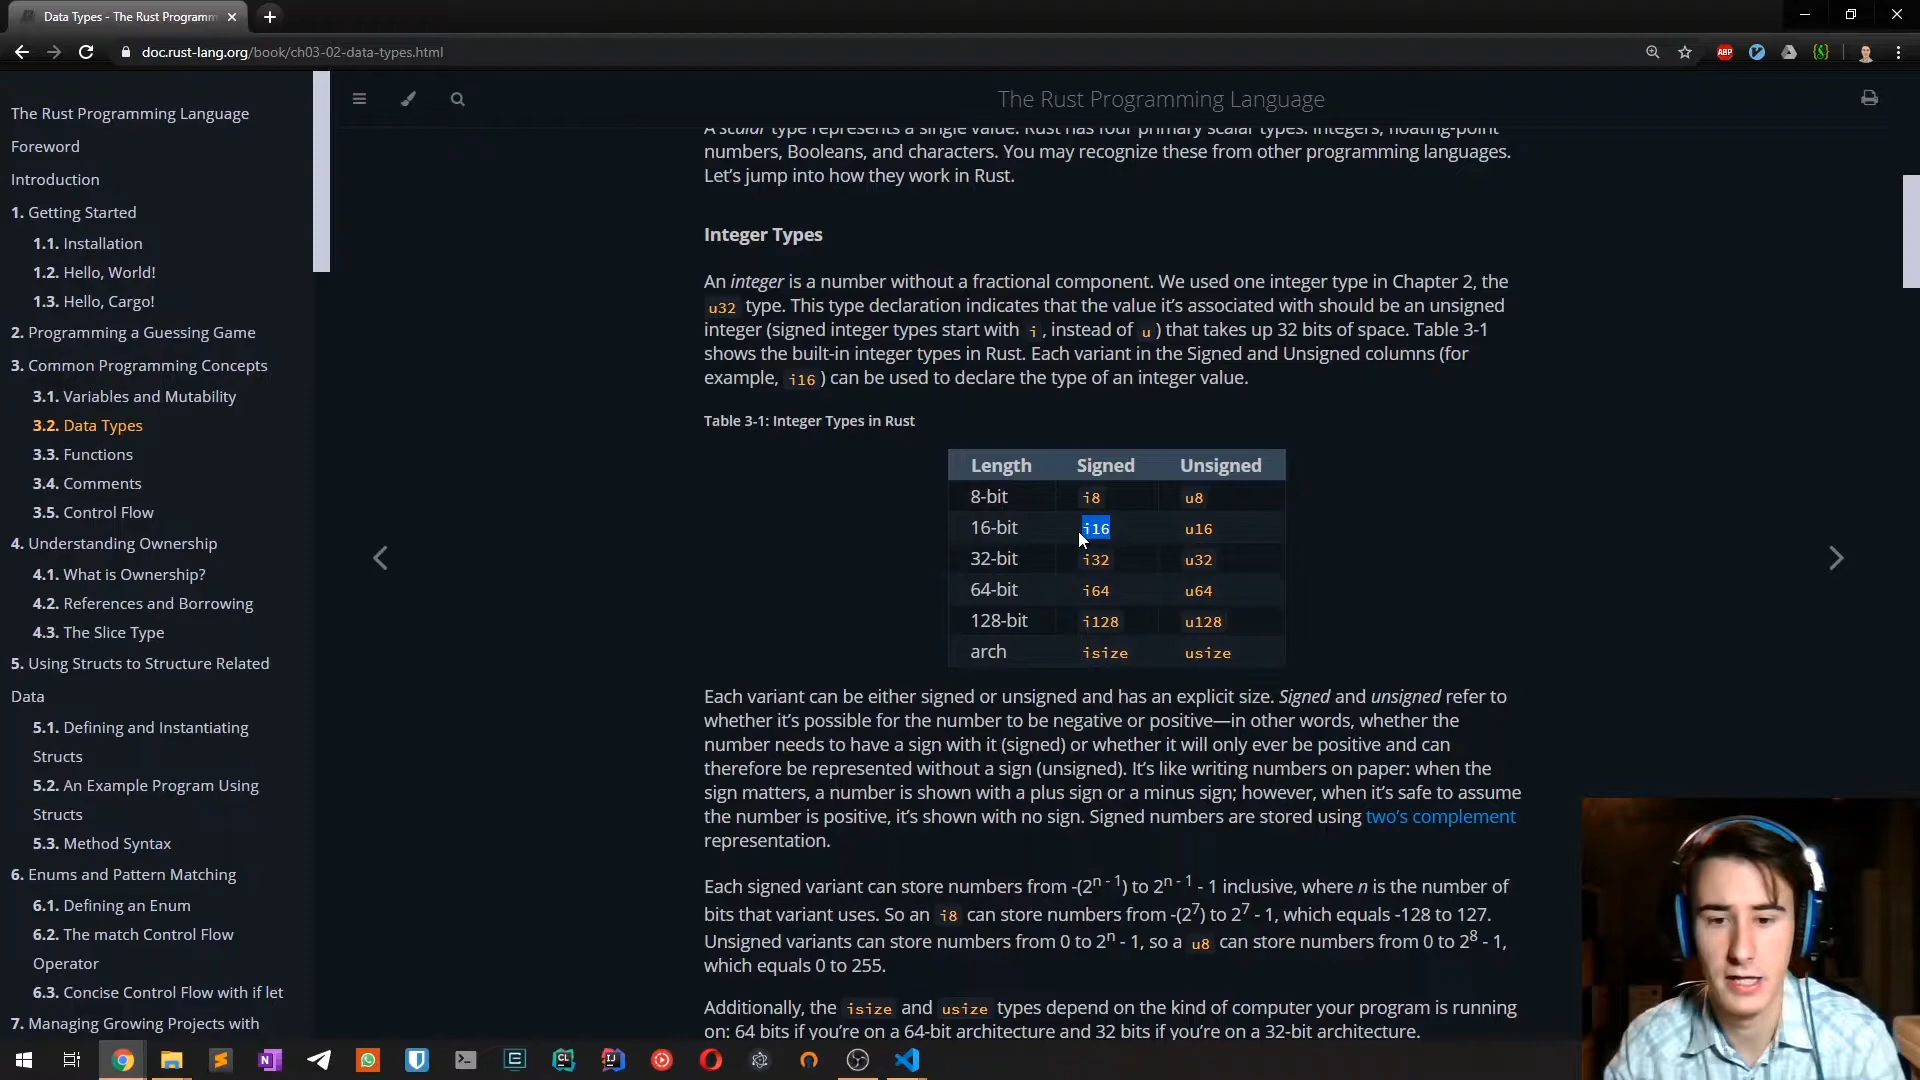 Data Types - The Rust Programm
doc.rust-lang.org/book/ch03-02-data-types.html
ABP
The Rust Programming Language
Foreword
Introduction
1. Getting Started
1.1. Installation
1.2. Hello, World!
1.3. Hello, Cargo!
2. Programming a Guessing Game
3. Common Programming Concepts
3.1. Variables and Mutability
3.2. Data Types
3.3. Functions
3.4. Comments
3.5. Control Flow
4. Understanding Ownership
4.1. What is Ownership?
4.2. References and Borrowing
4.3. The Slice Type
5. Using Structs to Structure Related
Data
5.1. Defining and Instantiating
Structs
5.2. An Example Program Using
Structs
5.3. Method Syntax
6. Enums and Pattern Matching
6.1. Defining an Enum
6.2. The match Control Flow
Operator
6.3. Concise Control Flow with if let
7. Managing Growing Projects with
The Rust Programming Language
A scalar type represents a single value. Rust has four primary scalar types: integers, floating-point
numbers, Booleans, and characters. You may recognize these from other programming languages.
Let’s jump into how they work in Rust.
Integer Types
An integer is a number without a fractional component. We used one integer type in Chapter 2, the
u32 type. This type declaration indicates that the value it’s associated with should be an unsigned
integer (signed integer types start with i, instead of u) that takes up 32 bits of space. Table 3-1
shows the built-in integer types in Rust. Each variant in the Signed and Unsigned columns (for
example, i16) can be used to declare the type of an integer value.
Table 3-1: Integer Types in Rust
Length Signed Unsigned
8-bit i8 u8
16-bit i16 u16
32-bit i32 u32
64-bit i64 u64
128-bit i128 u128
arch isize usize
Each variant can be either signed or unsigned and has an explicit size. Signed and unsigned refer to
whether it’s possible for the number to be negative or positive—in other words, whether the
number needs to have a sign with it (signed) or whether it will only ever be positive and can
therefore be represented without a sign (unsigned). It’s like writing numbers on paper: when the
sign matters, a number is shown with a plus sign or a minus sign; however, when it’s safe to assume
the number is positive, it’s shown with no sign. Signed numbers are stored using two’s complement
representation.
Each signed variant can store numbers from -(2ⁿ⁻¹) to 2ⁿ⁻¹ - 1 inclusive, where n is the number of
bits that variant uses. So an i8 can store numbers from -(2⁷) to 2⁷ - 1, which equals -128 to 127.
Unsigned variants can store numbers from 0 to 2ⁿ - 1, so a u8 can store numbers from 0 to 2⁸ - 1,
which equals 0 to 255.
Additionally, the isize and usize types depend on the kind of computer your program is running
on: 64 bits if you’re on a 64-bit architecture and 32 bits if you’re on a 32-bit architecture.